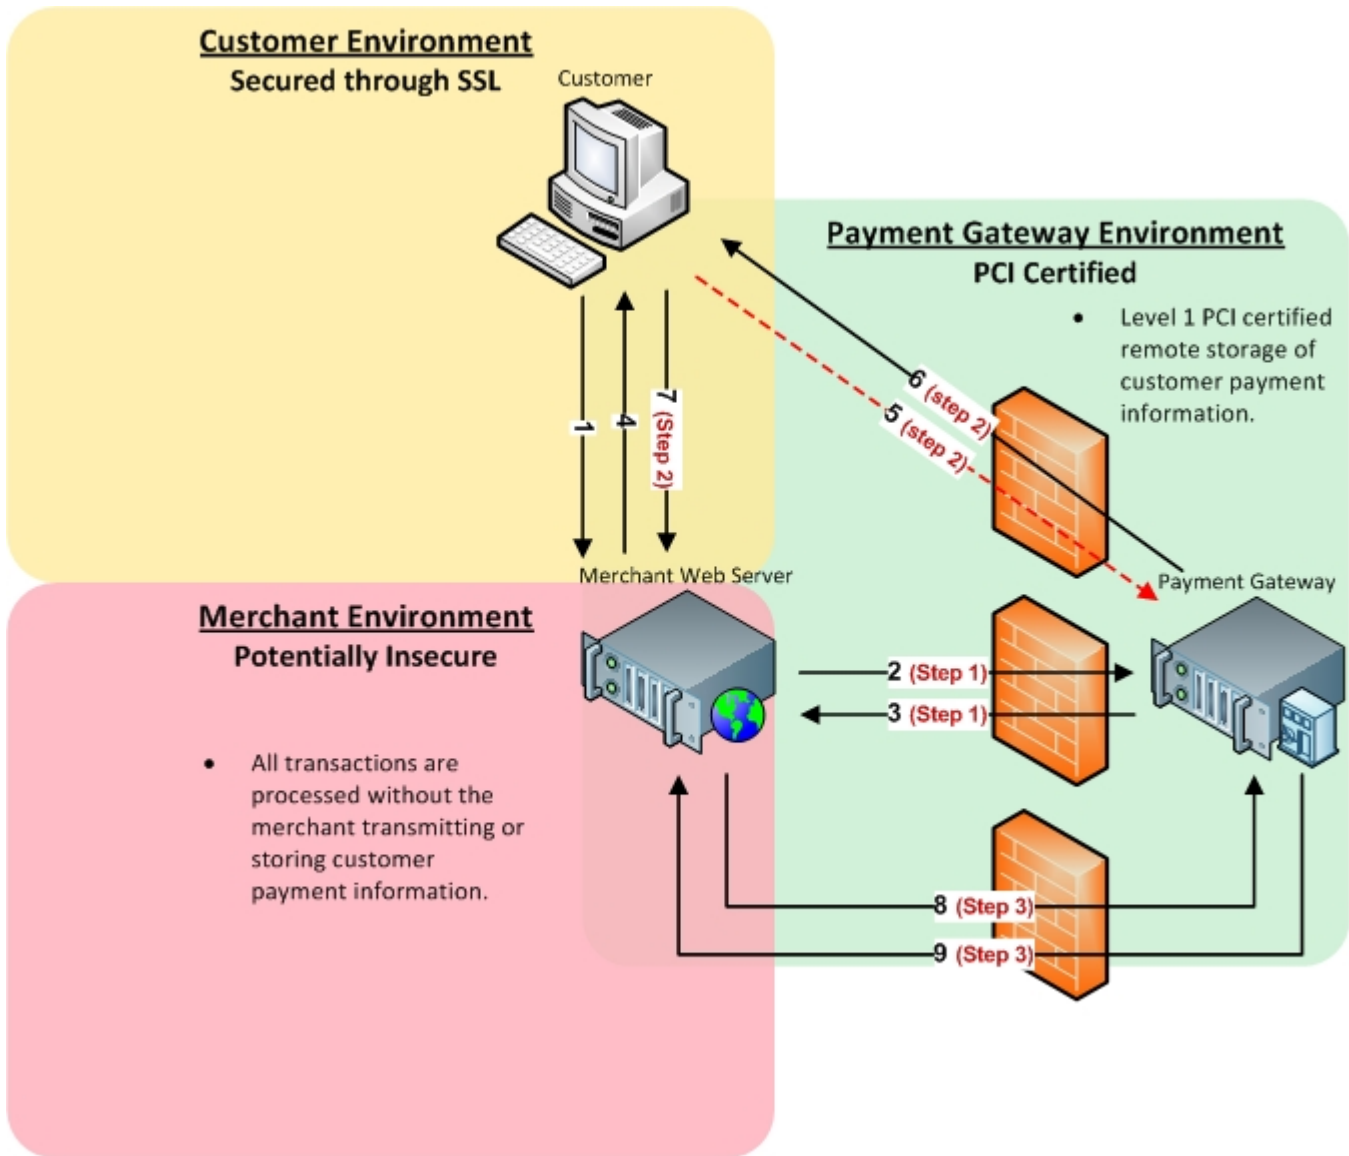 Customer Environment
Secured through SSL
Customer
Payment Gateway Environment
PCI Certified
• Level 1 PCI certified
remote storage of
customer payment
information.
6 (step 2)
5 (step 2)
1
4
7 (Step 2)
Merchant Web Server
Payment Gateway
Merchant Environment
Potentially Insecure
2 (Step 1)
3 (Step 1)
• All transactions are
processed without the
merchant transmitting or
storing customer
payment information.
8 (Step 3)
9 (Step 3)